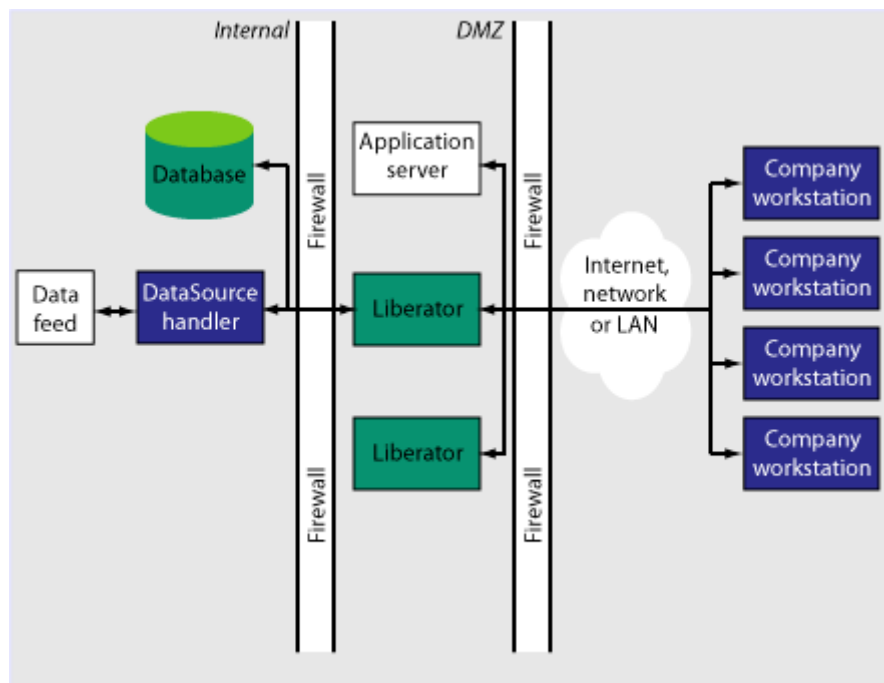 Internal
DMZ
Database
Application
server
Firewall
Firewall
Company
workstation
Company
workstation
Data
feed
DataSource
handler
Liberator
Internet,
network
or LAN
Company
workstation
Liberator
Firewall
Firewall
Company
workstation